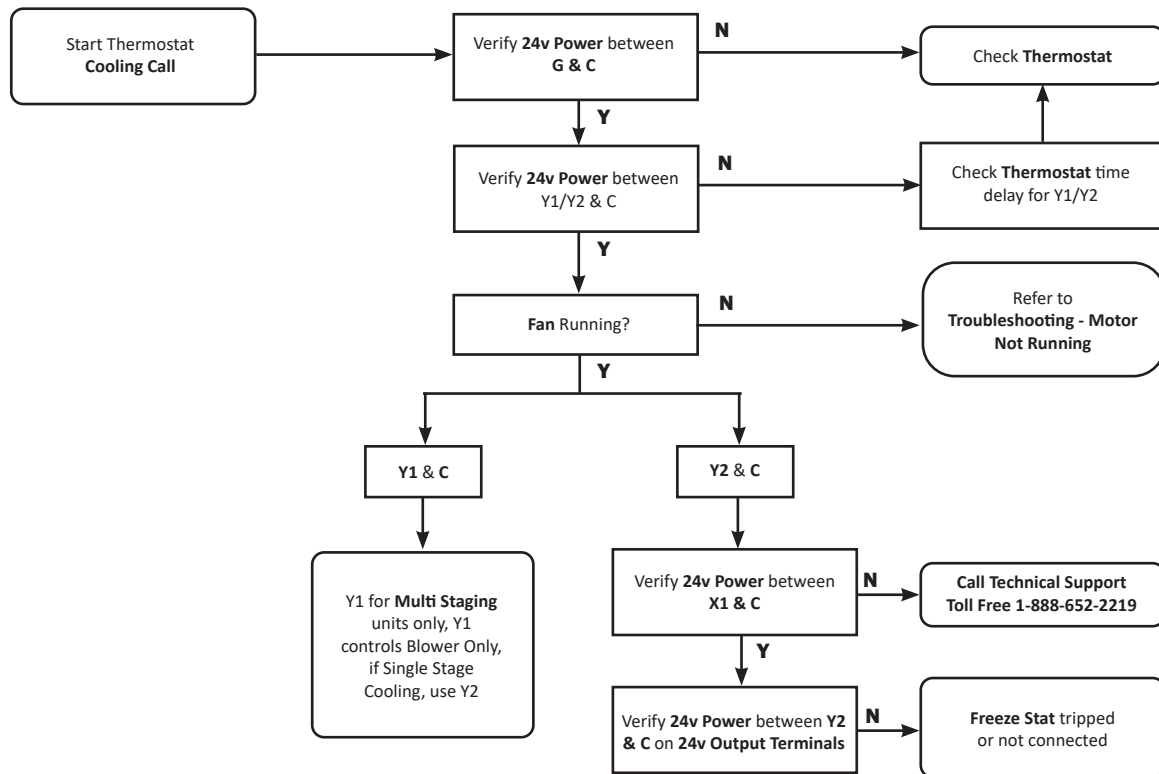 Start Thermostat
Cooling Call
Verify 24v Power between
G & C
N
Check Thermostat
Y
Verify 24v Power between
Y1/Y2 & C
N
Check Thermostat time
delay for Y1/Y2
Y
Fan Running?
N
Refer to
Troubleshooting - Motor
Not Running
Y
Y1 & C
Y2 & C
Y1 for Multi Staging
units only, Y1
controls Blower Only,
if Single Stage
Cooling, use Y2
Verify 24v Power between
X1 & C
N
Call Technical Support
Toll Free 1-888-652-2219
Y
Verify 24v Power between Y2
& C on 24v Output Terminals
N
Freeze Stat tripped
or not connected